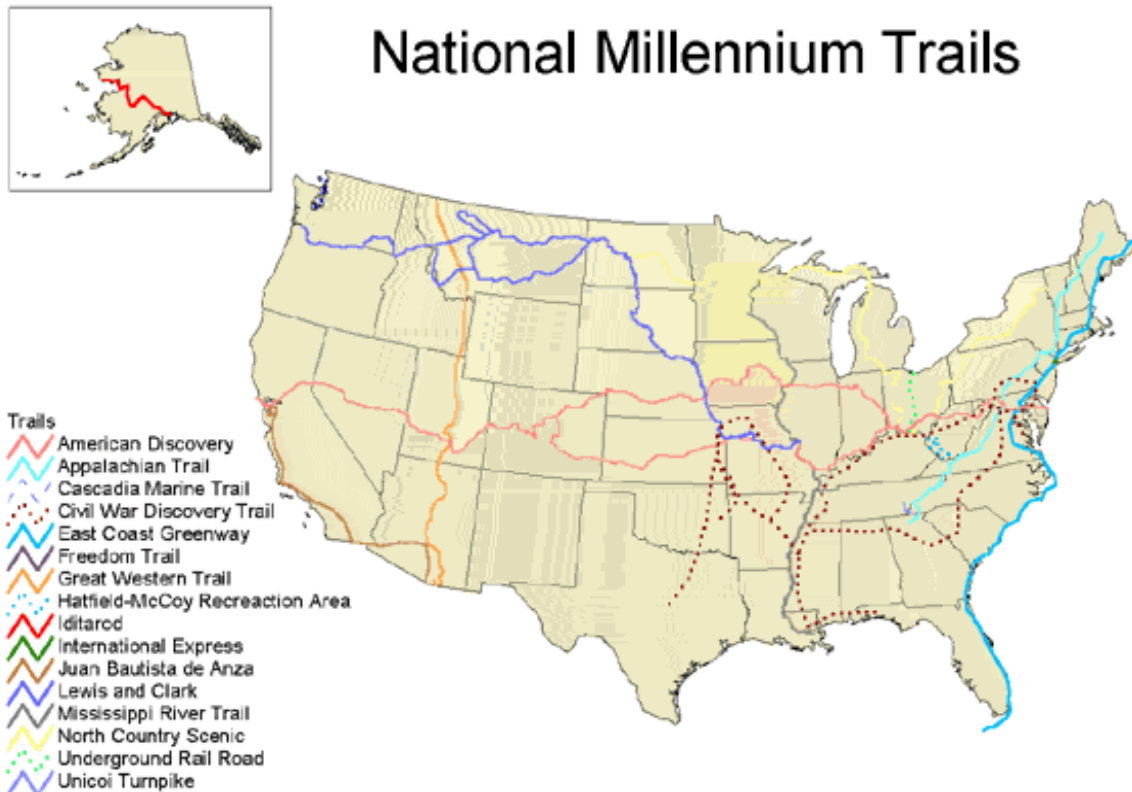 National Millennium Trails
Trails
American Discovery
Appalachian Trail
Cascadia Marine Trail
Civil War Discovery Trail
East Coast Greenway
Freedom Trail
Great Western Trail
Hatfield-McCoy Recreaction Area
Iditarod
International Express
Juan Bautista de Anza
Lewis and Clark
Mississippi River Trail
North Country Scenic
Underground Rail Road
Unicoi Turnpike